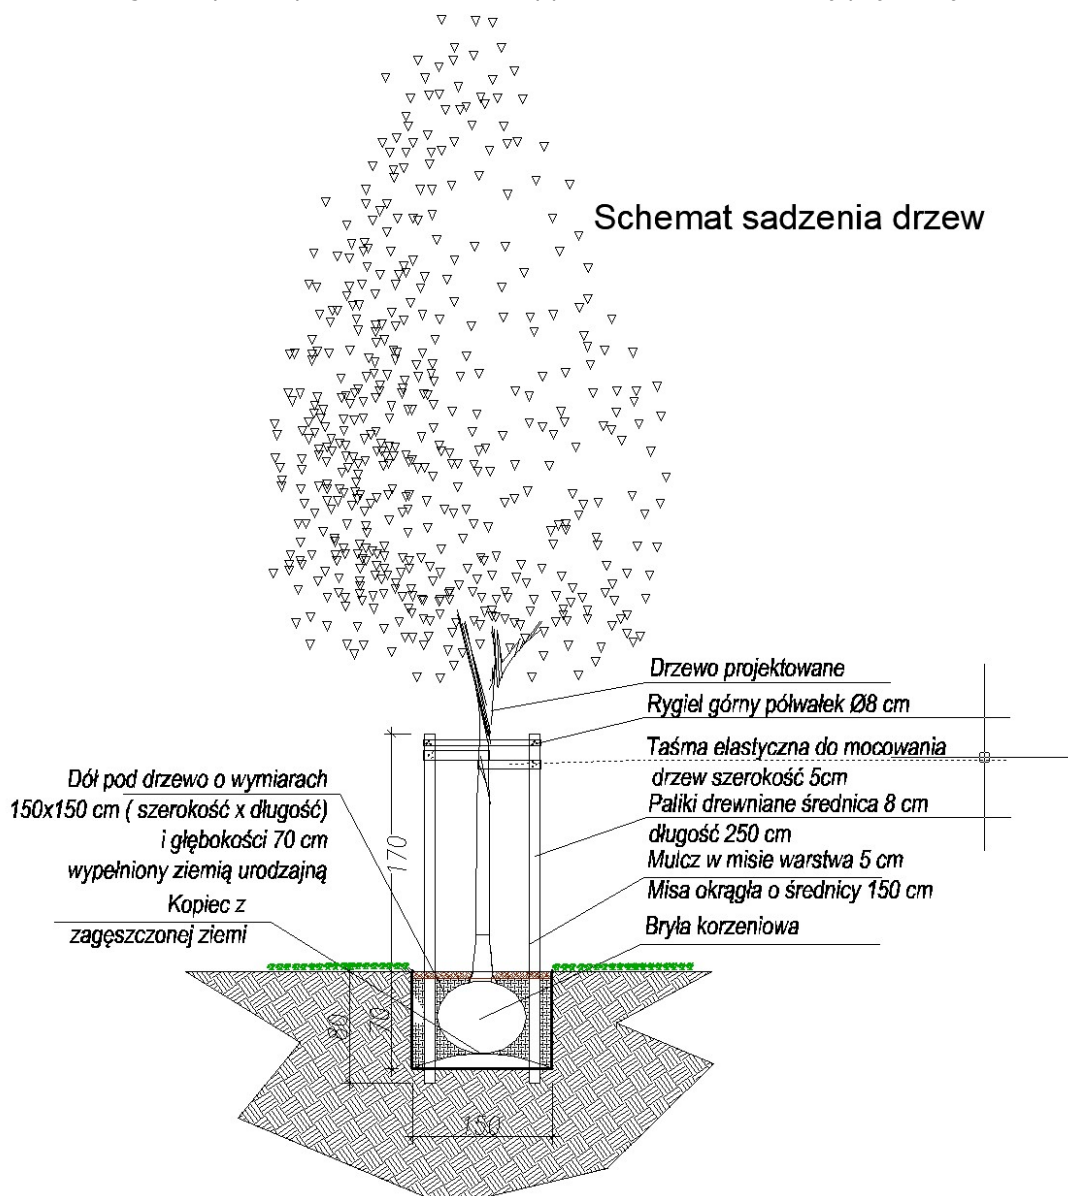 Schemat sadzenia drzew
Drzewo projektowane
Rygiel górny półwałek Ø8 cm
Taśma elastyczna do mocowania
drzew szerokość 5cm
Paliki drewniane średnica 8 cm
długość 250 cm
Mulcz w misie warstwa 5 cm
Misa okrągła o średnicy 150 cm
Bryła korzeniowa
Dół pod drzewo o wymiarach
150x150 cm ( szerokość x długość)
i głębokości 70 cm
wypełniony ziemią urodzajną
Kopiec z
zagęszczonej ziemi
170
80
70
150